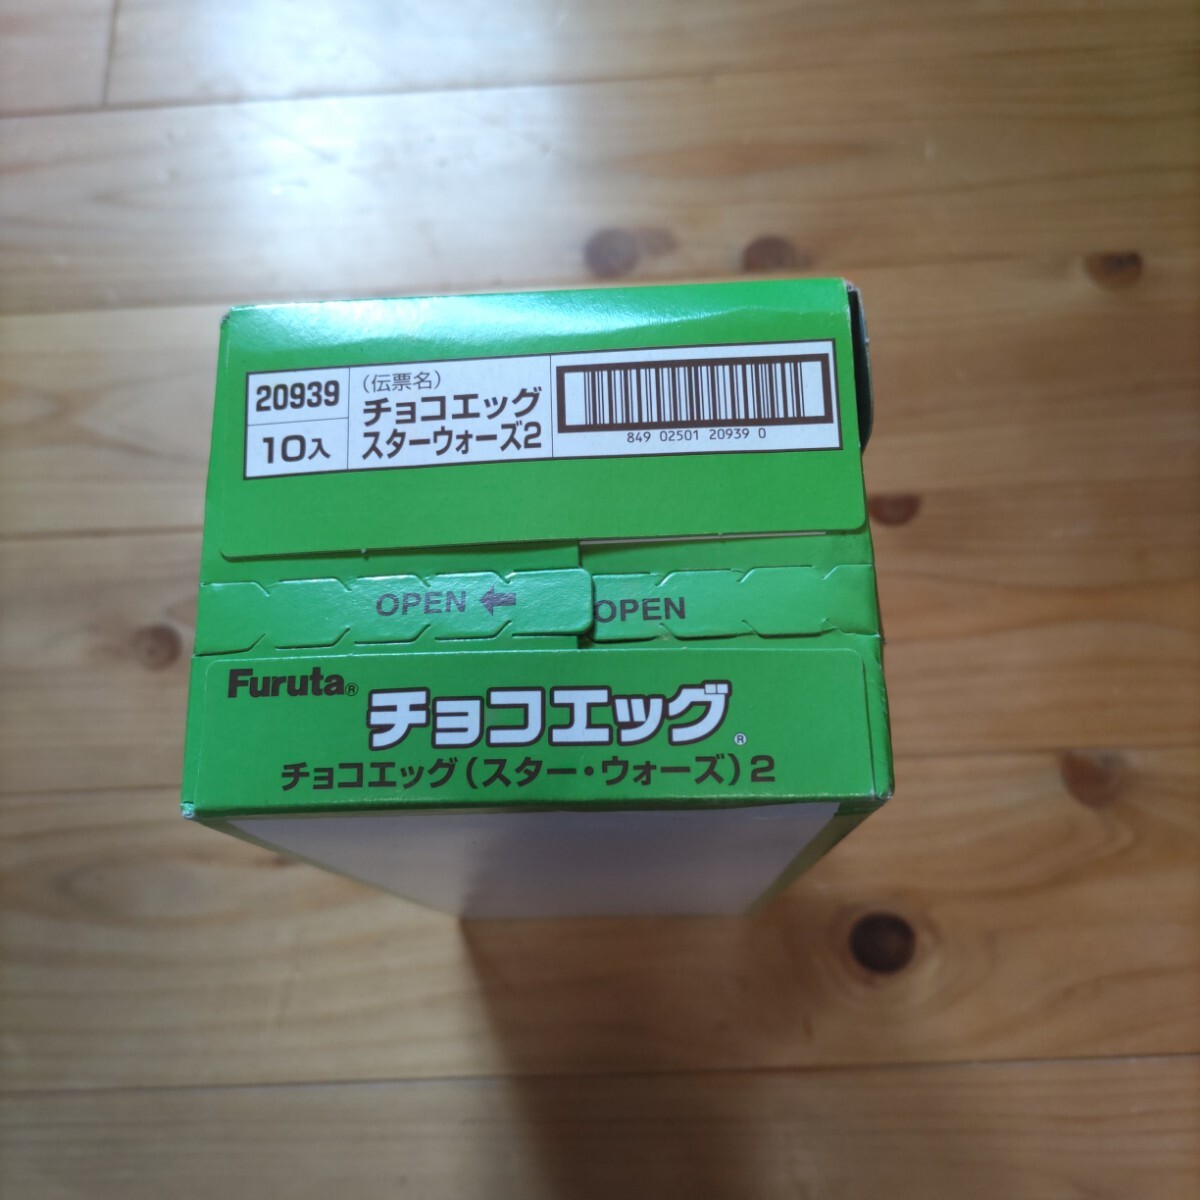 20939
10入
(伝票名)
チョコエッグ
スターウォーズ2
849 02501 20939 0
OPEN
OPEN
Furuta®
チョコエッグ®
チョコエッグ(スター・ウォーズ)2